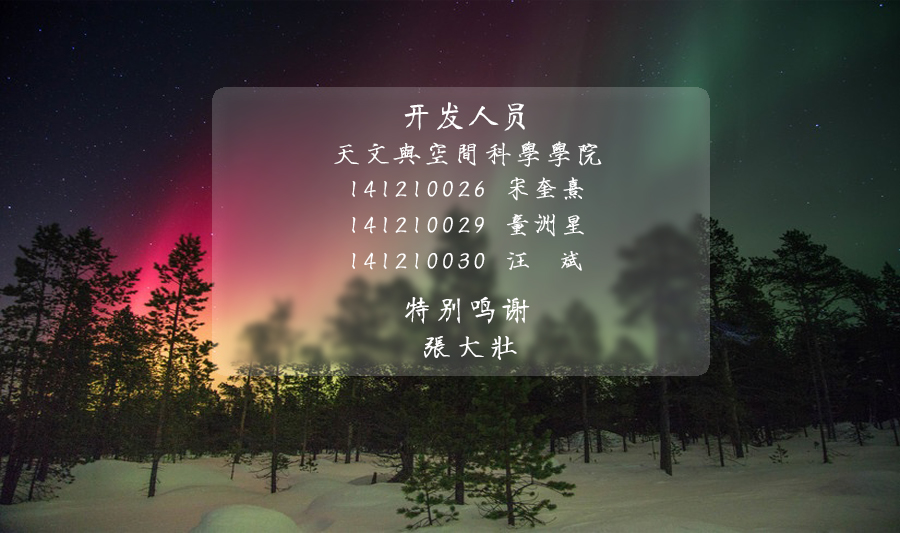 开发人员
天文與空間科學學院
141210026 宋奎熹
141210029 童洲星
141210030 汪 斌
特别鸣谢
張大壯